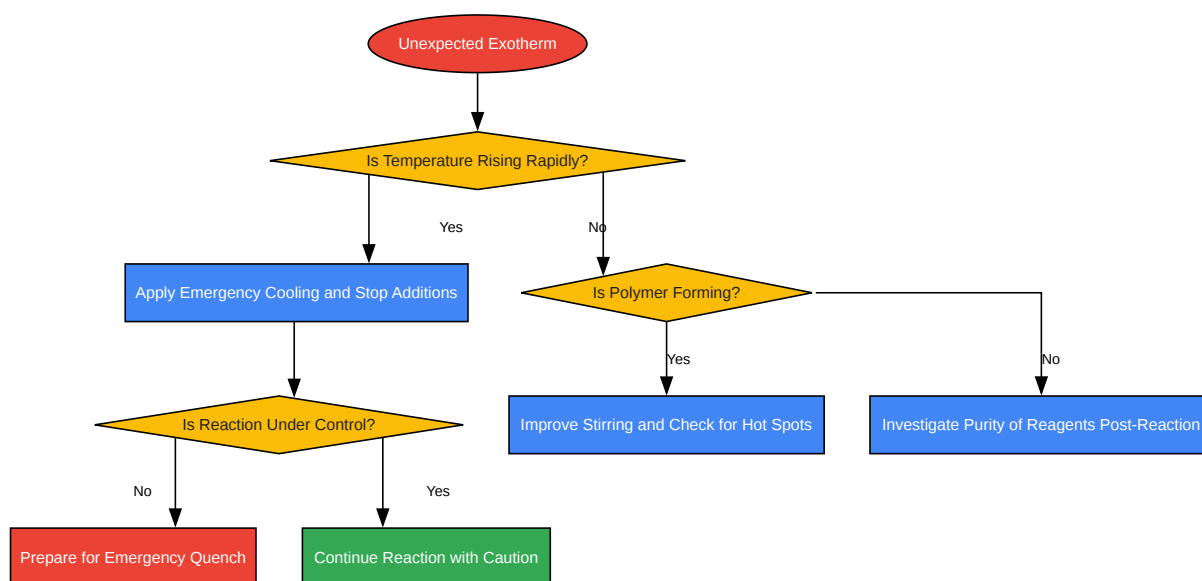 Unexpected Exotherm
Is Temperature Rising Rapidly?
Yes
No
Apply Emergency Cooling and Stop Additions
Is Polymer Forming?
Yes
No
Is Reaction Under Control?
Improve Stirring and Check for Hot Spots
Investigate Purity of Reagents Post-Reaction
No
Yes
Prepare for Emergency Quench
Continue Reaction with Caution